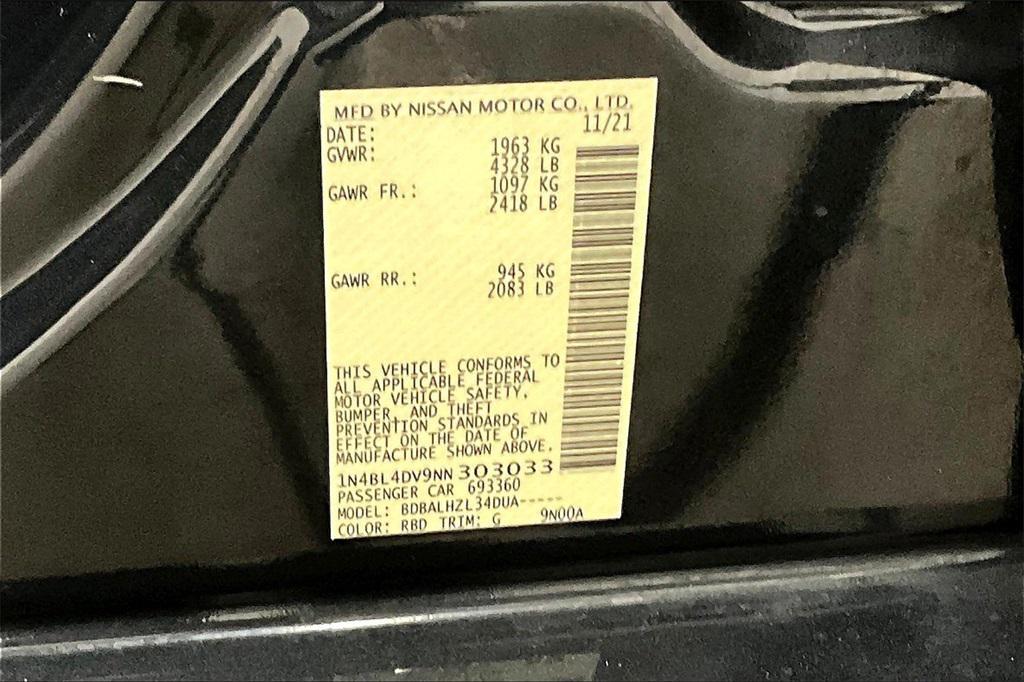 MFD BY NISSAN MOTOR CO., LTD.
DATE: 11/21
GVWR: 1963 KG
4328 LB
GAWR FR.: 1097 KG
2418 LB
GAWR RR.: 945 KG
2083 LB
THIS VEHICLE CONFORMS TO
ALL APPLICABLE FEDERAL
MOTOR VEHICLE SAFETY,
BUMPER, AND THEFT
PREVENTION STANDARDS IN
EFFECT ON THE DATE OF
MANUFACTURE SHOWN ABOVE.
1N4BL4DV9NN303033
PASSENGER CAR 693360
MODEL: BDBALHZL34DUA-----
COLOR: RBD TRIM: G 9N00A